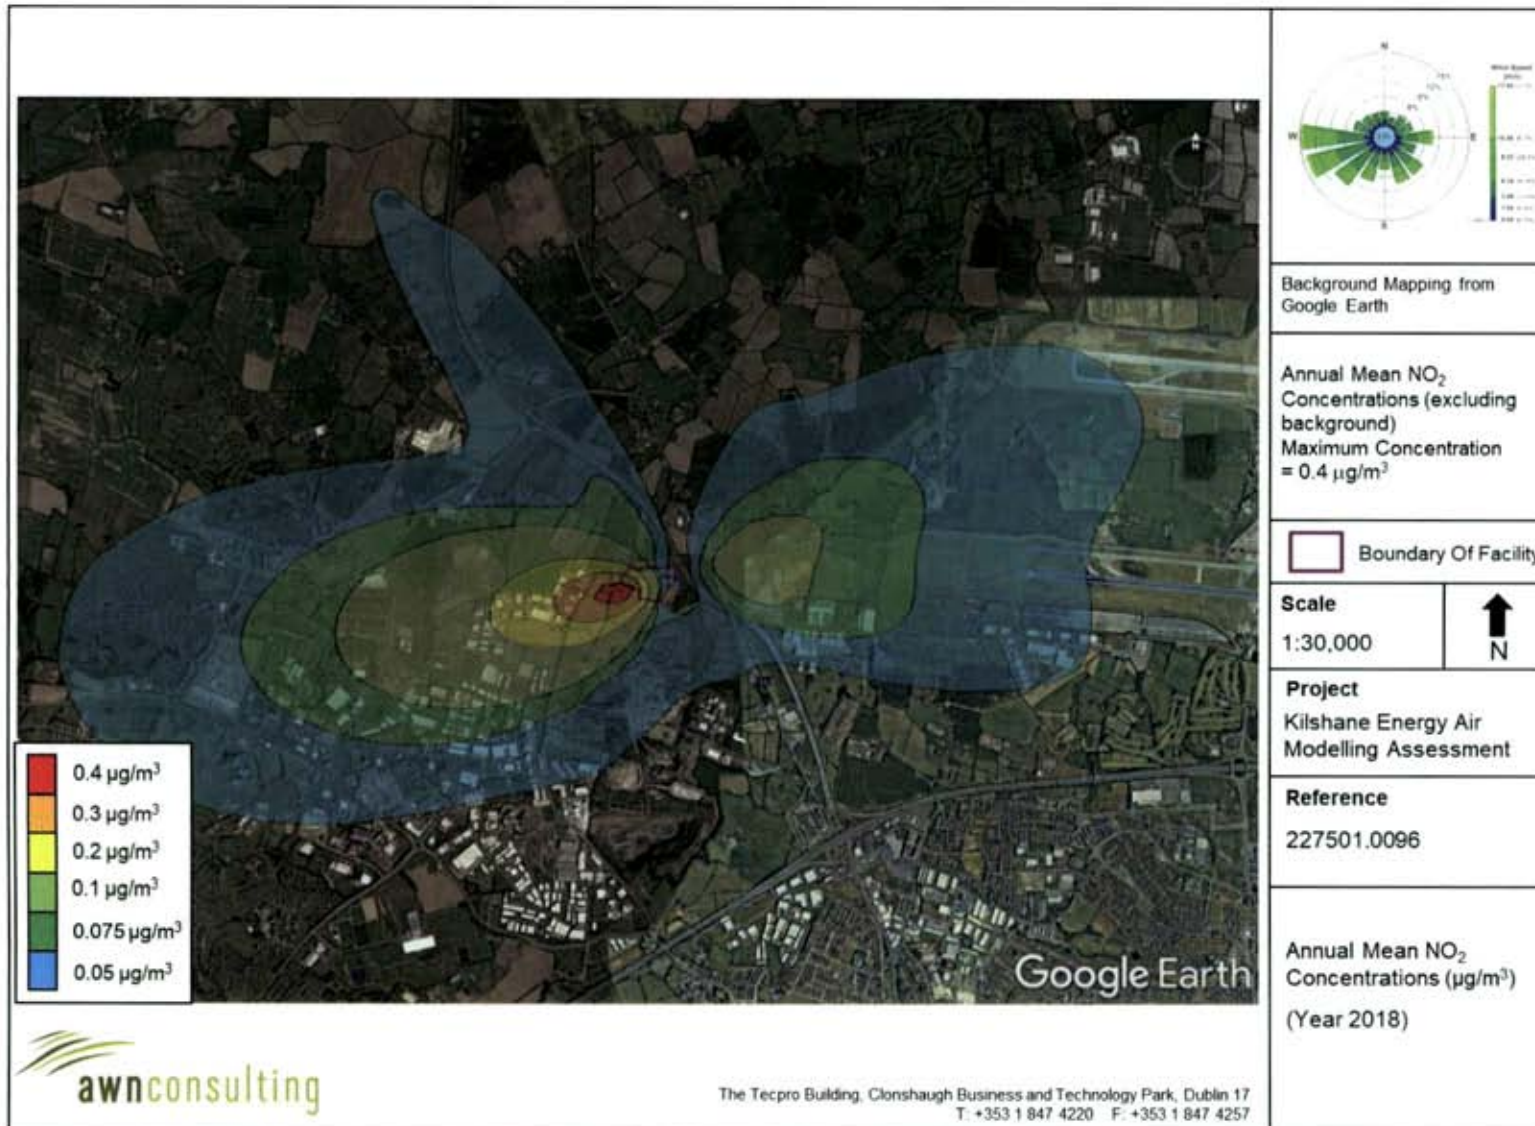 N
W
E
S
Background Mapping from
Google Earth
Annual Mean NO₂
Concentrations (excluding
background)
Maximum Concentration
= 0.4 µg/m³
Boundary Of Facility
Scale
1:30,000
N
Project
Kilshane Energy Air
Modelling Assessment
Reference
227501.0096
Annual Mean NO₂
Concentrations (µg/m³)
(Year 2018)
0.4 µg/m³
0.3 µg/m³
0.2 µg/m³
0.1 µg/m³
0.075 µg/m³
0.05 µg/m³
Google Earth
awnconsulting
The Tecpro Building, Clonshaugh Business and Technology Park, Dublin 17
T: +353 1 847 4220 F: +353 1 847 4257